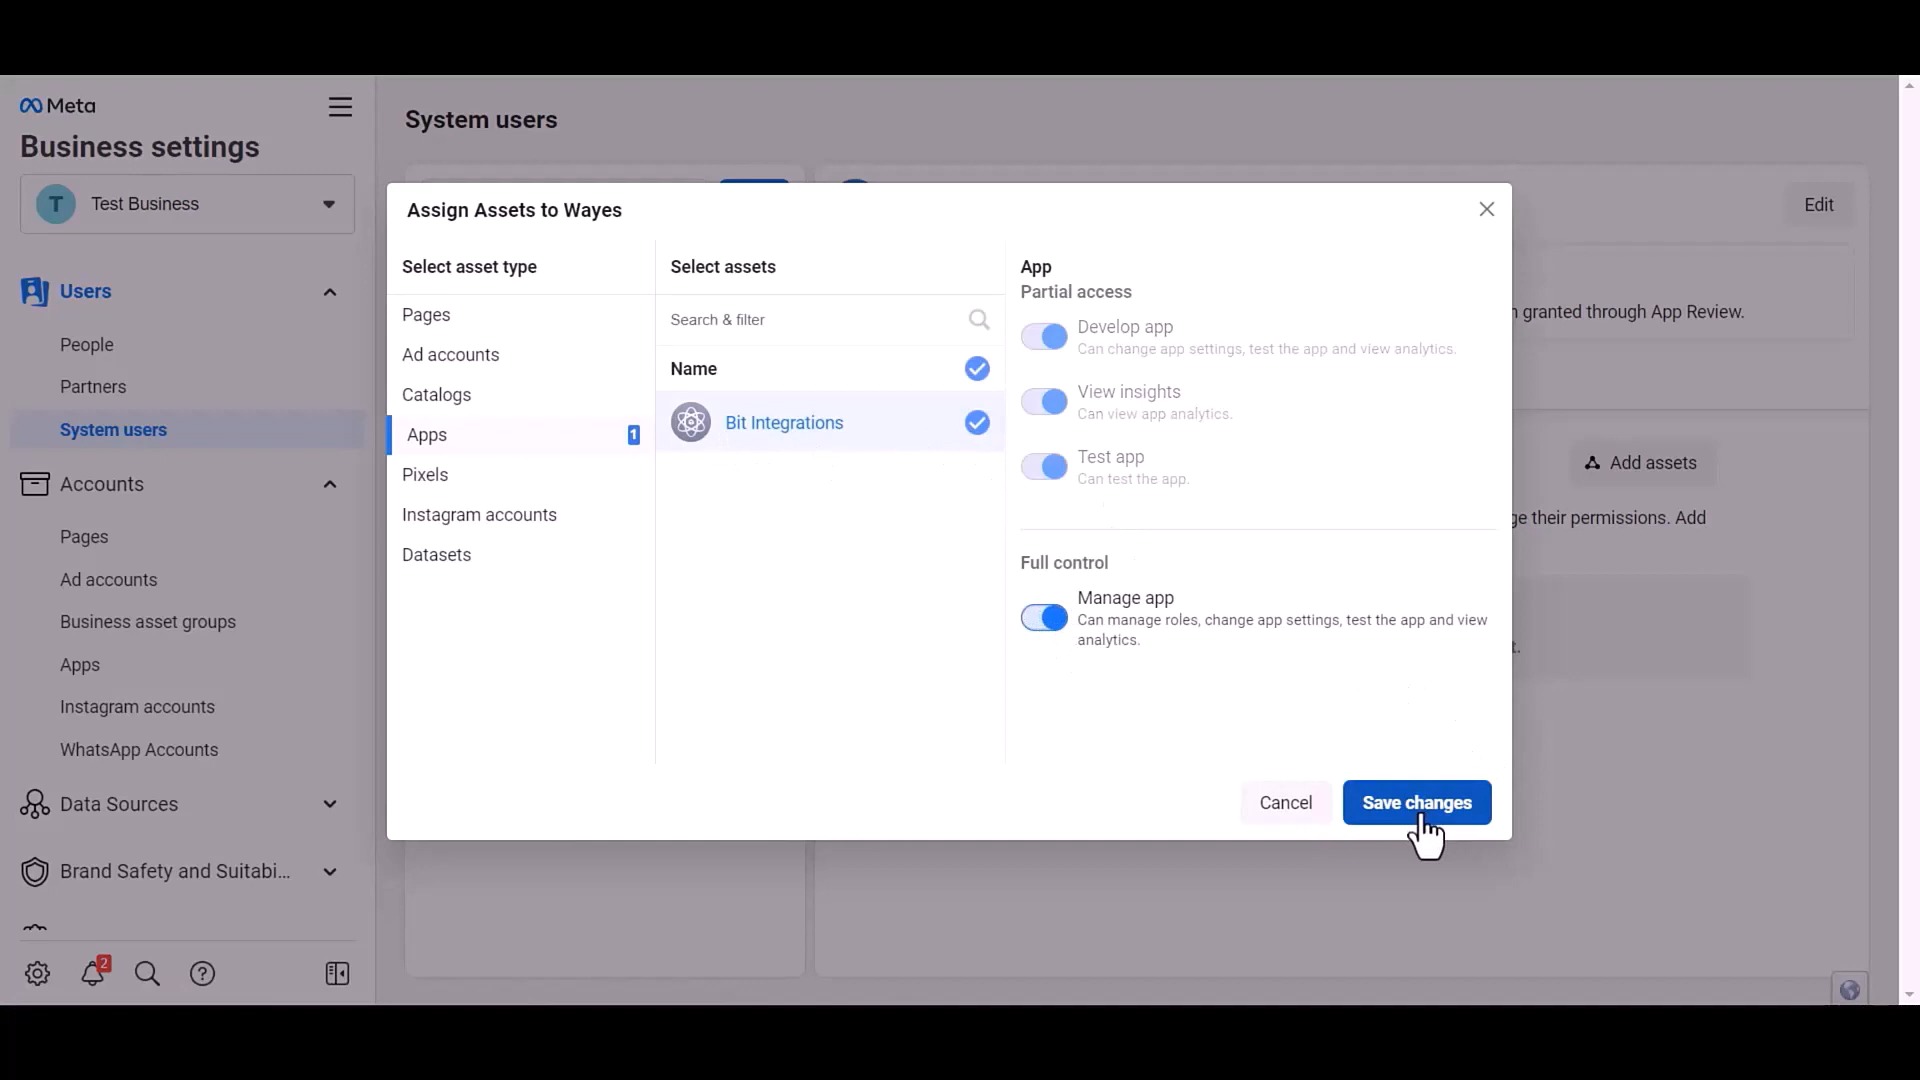 Meta
Business settings
T
Test Business
Users
People
Partners
System users
Accounts
Pages
Ad accounts
Business asset groups
Apps
Instagram accounts
WhatsApp Accounts
Data Sources
Brand Safety and Suitabi...
2
System users
Edit
granted through App Review.
Add assets
their permissions. Add
Assign Assets to Wayes
Select asset type
Pages
Ad accounts
Catalogs
Apps
1
Pixels
Instagram accounts
Datasets
Select assets
Search & filter
Name
Bit Integrations
App
Partial access
Develop app
Can change app settings, test the app and view analytics.
View insights
Can view app analytics.
Test app
Can test the app.
Full control
Manage app
Can manage roles, change app settings, test the app and view
analytics.
Cancel
Save changes